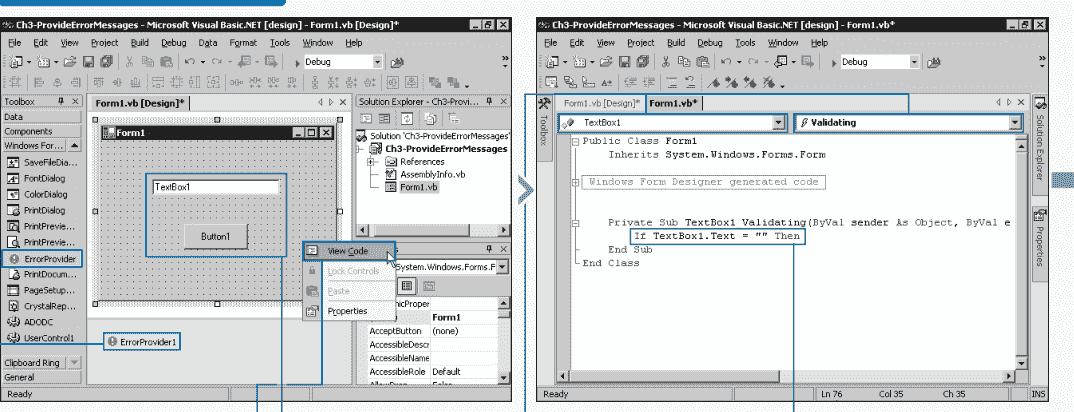 Ch3-ProvideErrorMessages - Microsoft Visual Basic.NET [design] - Form1.vb [Design]*
File Edit View Project Build Debug Data Format Tools Window Help
Debug
Toolbox
Data
Components
Windows For...
SaveFileDia...
FontDialog
ColorDialog
PrintDialog
PrintPrevie...
PrintPrevie...
ErrorProvider
PrintDocum...
PageSetup...
CrystalRep...
ADODC
UserControl1
Clipboard Ring
General
Ready
Form1.vb [Design]*
Form1
TextBox1
Button1
ErrorProvider1
View Code
Lock Controls
Paste
Properties
Solution Explorer - Ch3-Provi...
Solution 'Ch3-ProvideErrorMessages'
Ch3-ProvideErrorMessages
References
AssemblyInfo.vb
Form1.vb
System.Windows.Forms.F
micProper
Form1
AcceptButton (none)
AccessibleDescr
AccessibleName
AccessibleRole Default
Ch3-ProvideErrorMessages - Microsoft Visual Basic.NET [design] - Form1.vb*
File Edit View Project Build Debug Tools Window Help
Debug
Toolbox
Form1.vb [Design]* Form1.vb*
TextBox1 Validating
Public Class Form1
Inherits System.Windows.Forms.Form
Windows Form Designer generated code
Private Sub TextBox1 Validating(ByVal sender As Object, ByVal e
If TextBox1.Text = "" Then
End Sub
End Class
Solution Explorer
Properties
Ready Ln 76 Col 35 Ch 35 INS